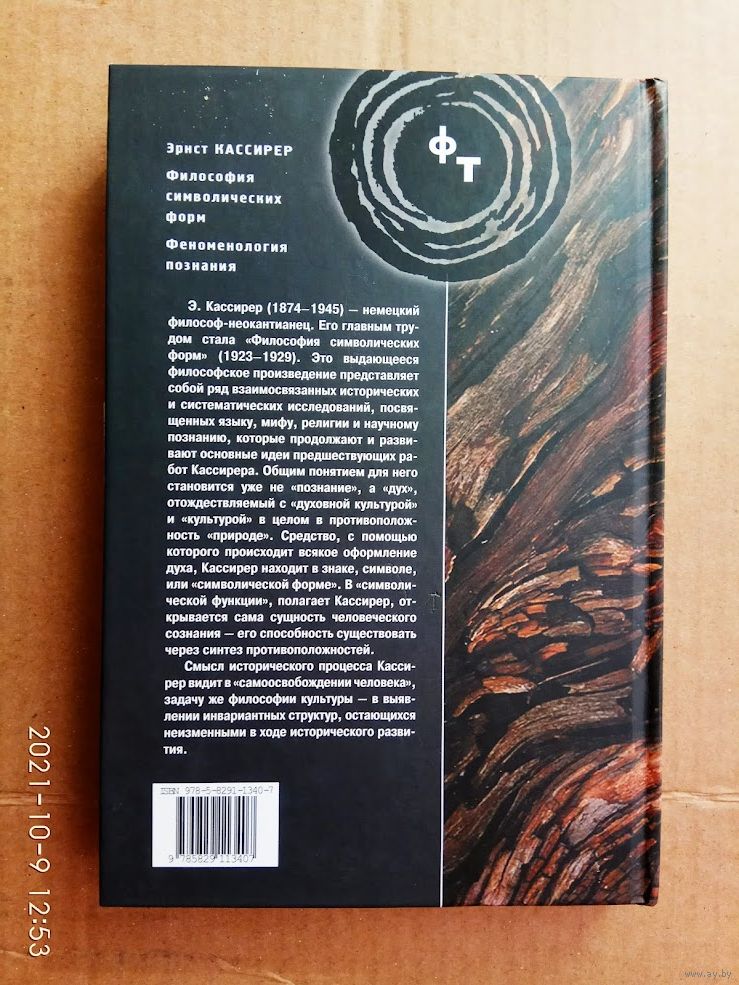 ф
т
Эрнст КАССИРЕР
Философия
символических
форм
Феноменология
познания
Э. Кассирер (1874—1945) — немецкий
философ-неокантианец. Его главным тру-
дом стала «Философия символических
форм» (1923—1929). Это выдающееся
философское произведение представляет
собой ряд взаимосвязанных исторических
и систематических исследований, посвя-
щенных языку, мифу, религии и научному
познанию, которые продолжают и разви-
вают основные идеи предшествующих ра-
бот Кассирера. Общим понятием для него
становится уже не «познание», а «дух»,
отождествляемый с «духовной культурой»
и «культурой» в целом в противополож-
ность «природе». Средство, с помощью
которого происходит всякое оформление
духа, Кассирер находит в знаке, символе,
или «символической форме». В «символи-
ческой функции», полагает Кассирер, от-
крывается сама сущность человеческого
сознания — его способность существовать
через синтез противоположностей.
Смысл исторического процесса Касси-
рер видит в «самоосвобождении человека»,
задачу же философии культуры — в выяв-
лении инвариантных структур, остающихся
неизменными в ходе исторического разви-
тия.
ISBN 978-5-8291-1340-7
9 785829 113407
2021-10-9 12:53
www.ay.by